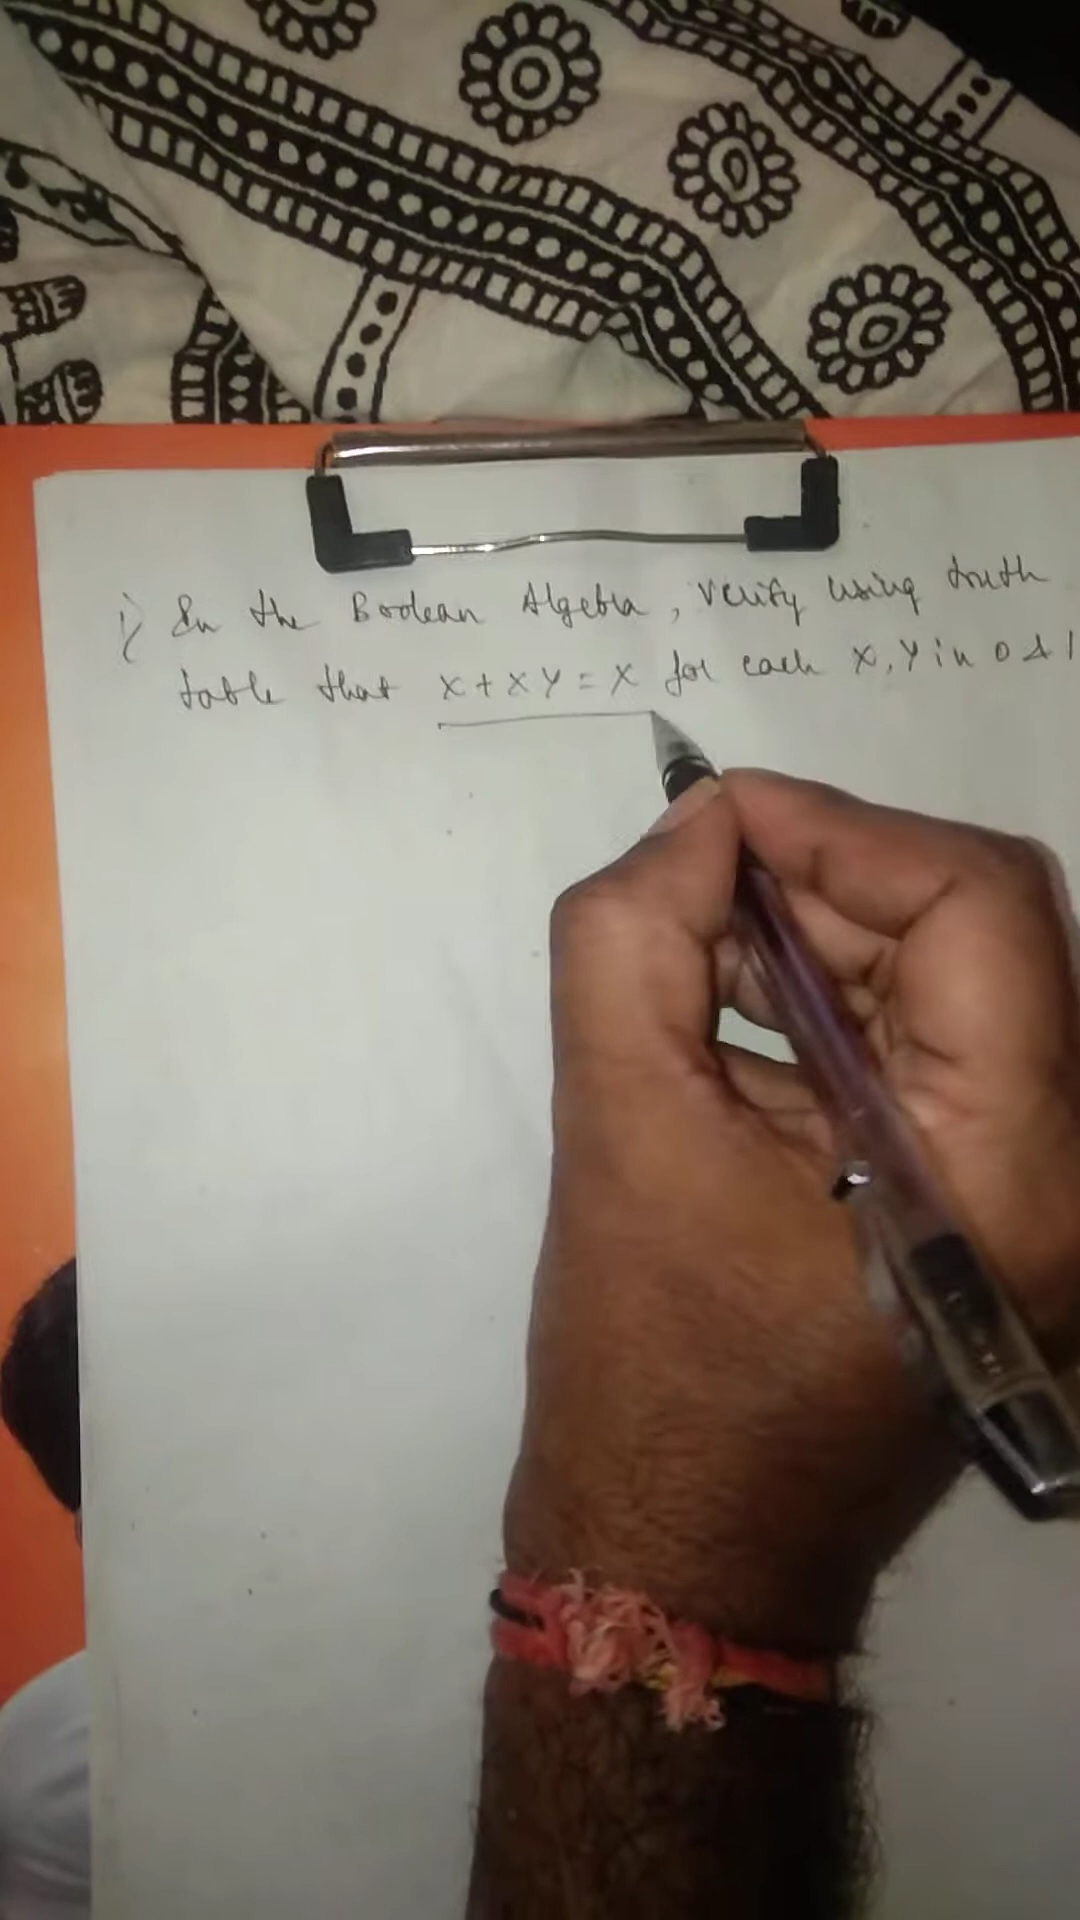 i) In the Boolean Algebra, verify using truth
table that X + XY = X for each X, Y in 0 & 1